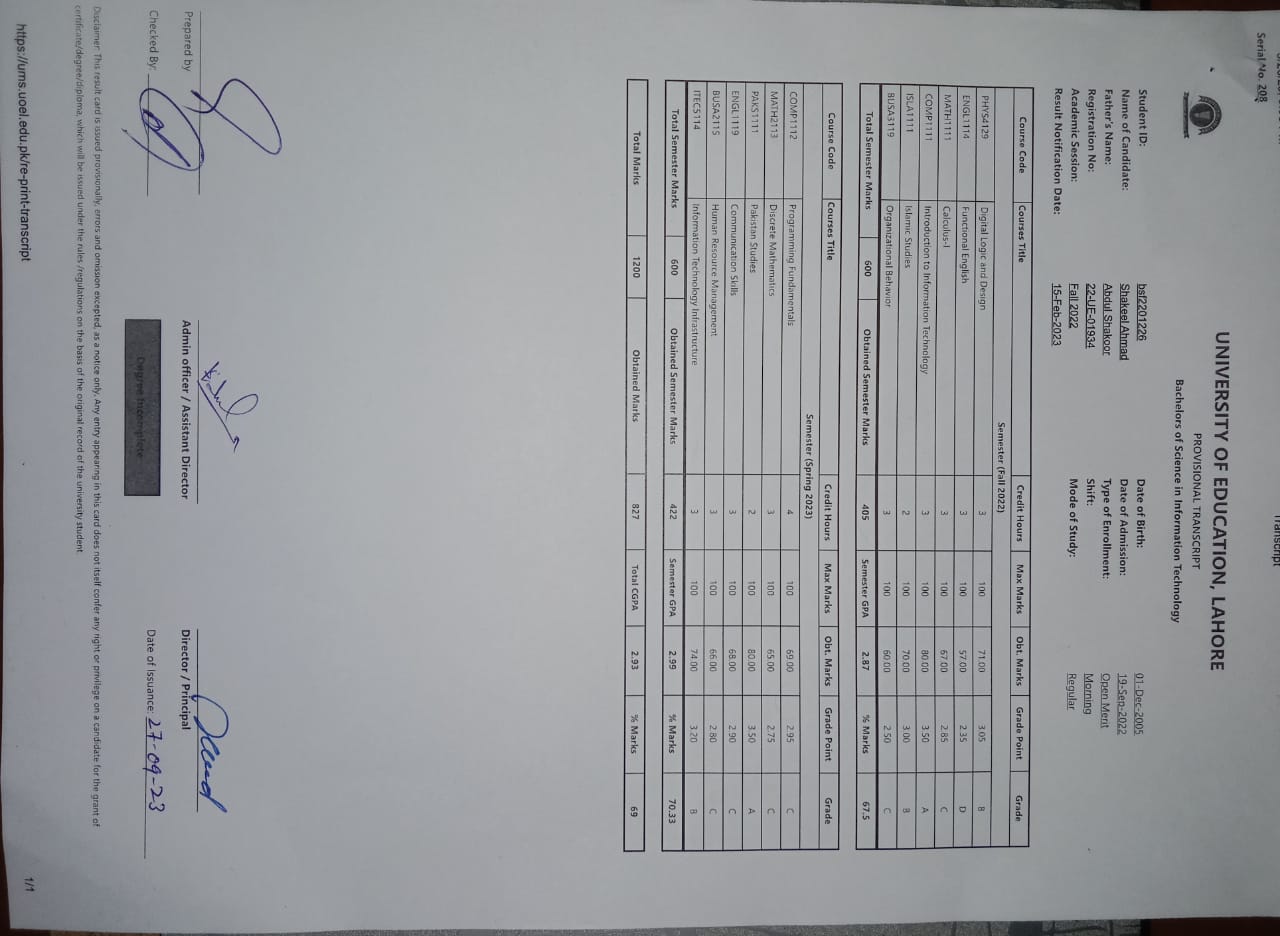 Transcript
Serial No. 208
UNIVERSITY OF EDUCATION, LAHORE
PROVISIONAL TRANSCRIPT
Bachelors of Science in Information Technology
Student ID: bsf2201226 Date of Birth: 01-Dec-2005
Name of Candidate: Shakeel Ahmad Date of Admission: 19-Sep-2022
Father's Name: Abdul Shakoor Type of Enrollment: Open Merit
Registration No: 22-UE-01934 Shift: Morning
Academic Session: Fall 2022 Mode of Study: Regular
Result Notification Date: 15-Feb-2023
Course Code Courses Title Credit Hours Max Marks Obt. Marks Grade Point Grade
Semester (Fall 2022)
PHYS4129 Digital Logic and Design 3 100 71.00 3.05 B
ENGL1114 Functional English 3 100 57.00 2.35 D
MATH1111 Calculus-I 3 100 67.00 2.85 C
COMP1111 Introduction to Information Technology 3 100 80.00 3.50 A
ISLA1111 Islamic Studies 2 100 70.00 3.00 B
BUSA3119 Organizational Behavior 3 100 60.00 2.50 C
Total Semester Marks 600 Obtained Semester Marks 405 Semester GPA 2.87 % Marks 67.5
Course Code Courses Title Credit Hours Max Marks Obt. Marks Grade Point Grade
Semester (Spring 2023)
COMP1112 Programming Fundamentals 4 100 69.00 2.95 C
MATH2113 Discrete Mathematics 3 100 65.00 2.75 C
PAKS1111 Pakistan Studies 2 100 80.00 3.50 A
ENGL1119 Communication Skills 3 100 68.00 2.90 C
BUSA2115 Human Resource Management 3 100 66.00 2.80 C
ITEC5114 Information Technology Infrastructure 3 100 74.00 3.20 B
Total Semester Marks 600 Obtained Semester Marks 422 Semester GPA 2.99 % Marks 70.33
Total Marks 1200 Obtained Marks 827 Total CGPA 2.93 % Marks 69
Prepared by Admin officer / Assistant Director Director / Principal
Checked By: Degree Incomplete Date of Issuance: 27-09-23
Disclaimer: This result card is issued provisionally, errors and omission excepted, as a notice only. Any entry appearing in this card does not itself confer any right or privilege on a candidate for the grant of
certificate/degree/diploma, which will be issued under the rules /regulations on the basis of the original record of the university student.
https://ums.uoel.edu.pk/re-print-transcript 1/1